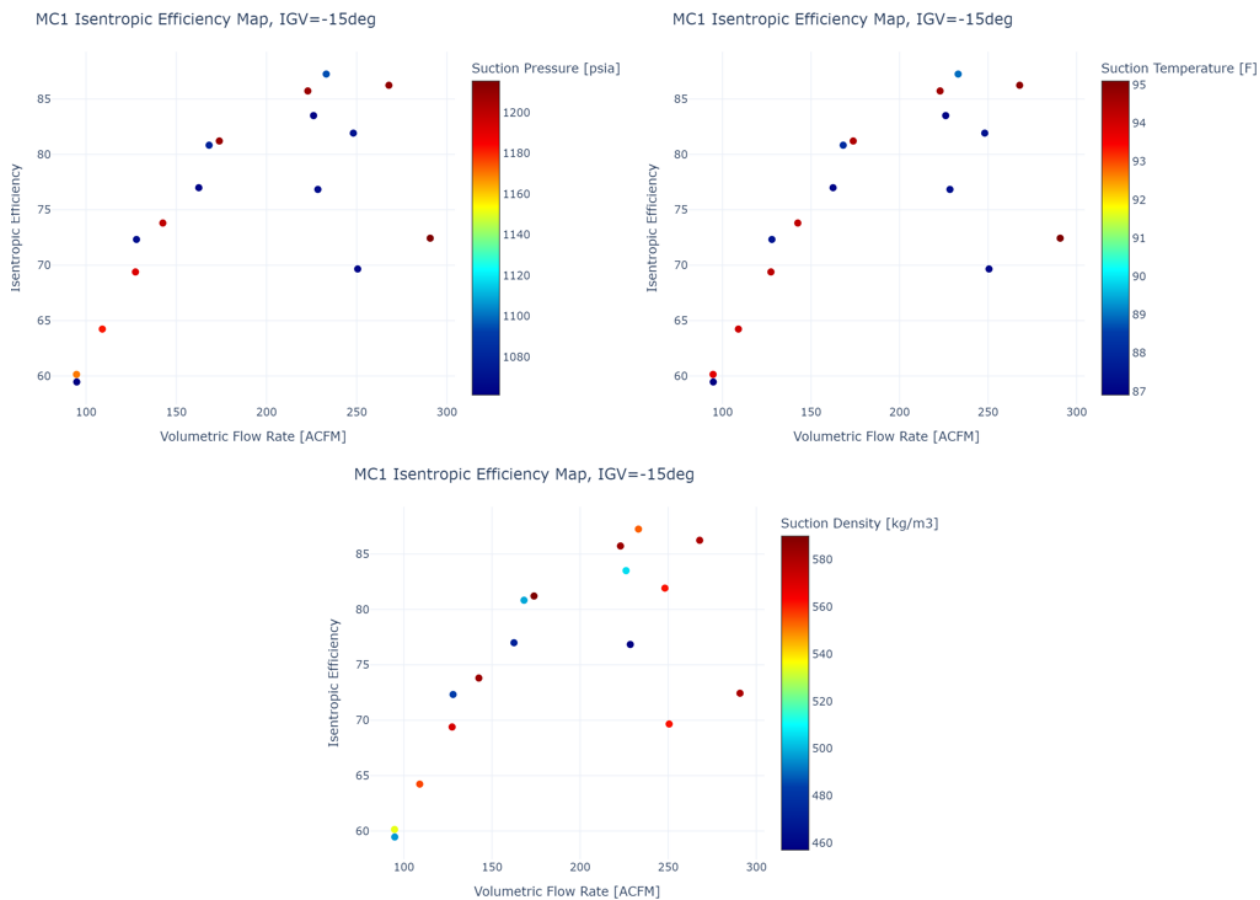 MC1 Isentropic Efficiency Map, IGV=-15deg
Suction Pressure [psia]
85
80
75
70
65
60
Isentropic Efficiency
100 150 200 250 300
Volumetric Flow Rate [ACFM]
1200
1180
1160
1140
1120
1100
1080
MC1 Isentropic Efficiency Map, IGV=-15deg
Suction Temperature [F]
85
80
75
70
65
60
Isentropic Efficiency
100 150 200 250 300
Volumetric Flow Rate [ACFM]
95
94
93
92
91
90
89
88
87
MC1 Isentropic Efficiency Map, IGV=-15deg
Suction Density [kg/m3]
85
80
75
70
65
60
Isentropic Efficiency
100 150 200 250 300
Volumetric Flow Rate [ACFM]
580
560
540
520
500
480
460